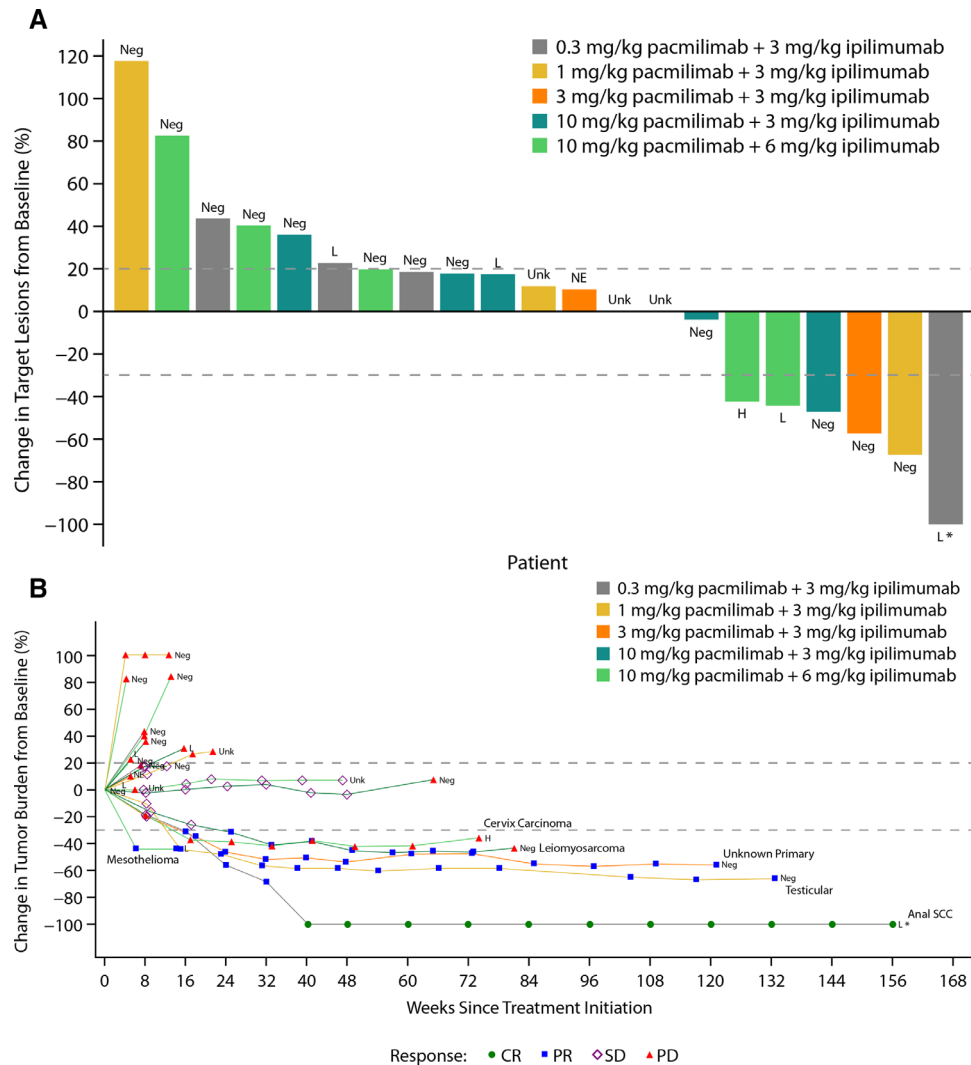 A
Change in Target Lesions from Baseline (%)
120
100
80
60
40
20
0
−20
−40
−60
−80
−100
0.3 mg/kg pacmilimab + 3 mg/kg ipilimumab
1 mg/kg pacmilimab + 3 mg/kg ipilimumab
3 mg/kg pacmilimab + 3 mg/kg ipilimumab
10 mg/kg pacmilimab + 3 mg/kg ipilimumab
10 mg/kg pacmilimab + 6 mg/kg ipilimumab
Neg
Neg
Neg
Neg
Neg
L
Neg
Neg
Neg
L
Unk
NE
Unk
Unk
Neg
H
L
Neg
Neg
Neg
L *
Patient
B
Change in Tumor Burden from Baseline (%)
100
80
60
40
20
0
−20
−40
−60
−80
−100
0.3 mg/kg pacmilimab + 3 mg/kg ipilimumab
1 mg/kg pacmilimab + 3 mg/kg ipilimumab
3 mg/kg pacmilimab + 3 mg/kg ipilimumab
10 mg/kg pacmilimab + 3 mg/kg ipilimumab
10 mg/kg pacmilimab + 6 mg/kg ipilimumab
Neg
Neg
Neg
Neg
Neg
L
L
Unk
Neg
Neg
Neg
NE
L
Unk
Neg
Unk
Neg
Cervix Carcinoma
H
Mesothelioma
L
Neg Leiomyosarcoma
Unknown Primary
Neg
Neg
Testicular
Anal SCC
L *
0 8 16 24 32 40 48 60 72 84 96 108 120 132 144 156 168
Weeks Since Treatment Initiation
Response: CR PR SD PD